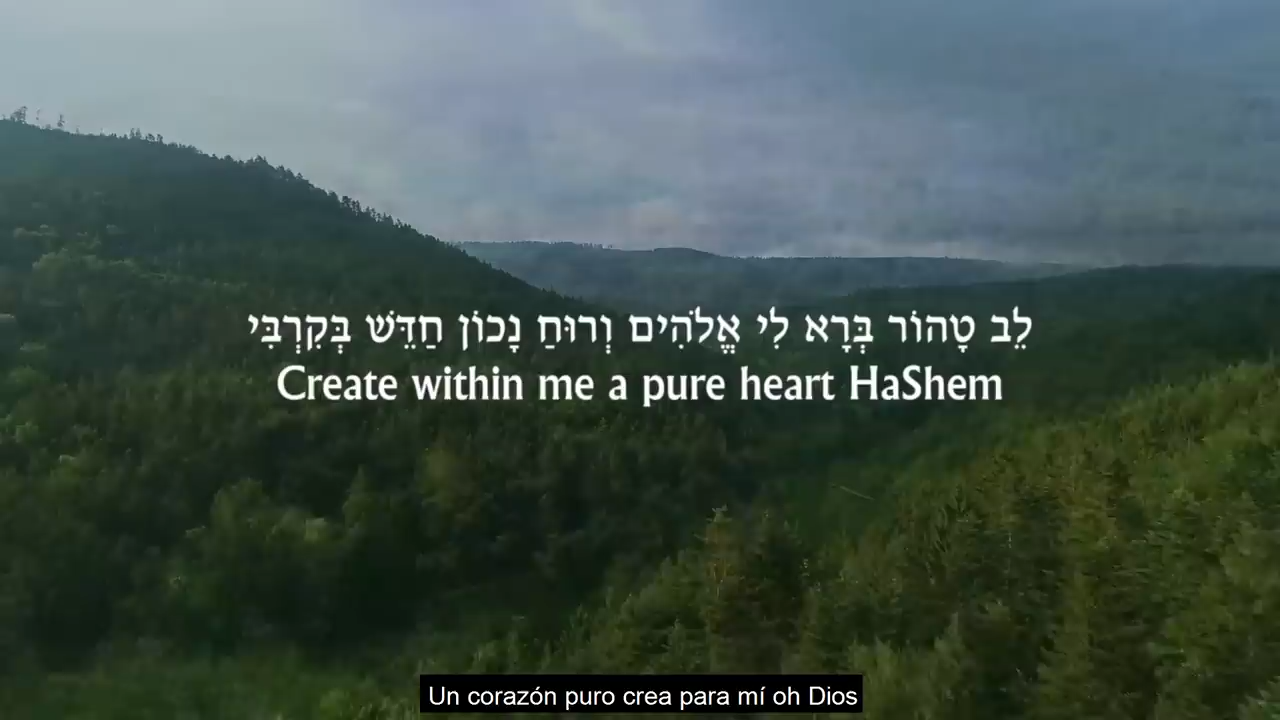 לֵב טָהוֹר בְּרָא לִי אֱלֹהִים וְרוּחַ נָכוֹן חַדֵּשׁ בְּקִרְבִּי
Create within me a pure heart HaShem
Un corazón puro crea para mí oh Dios